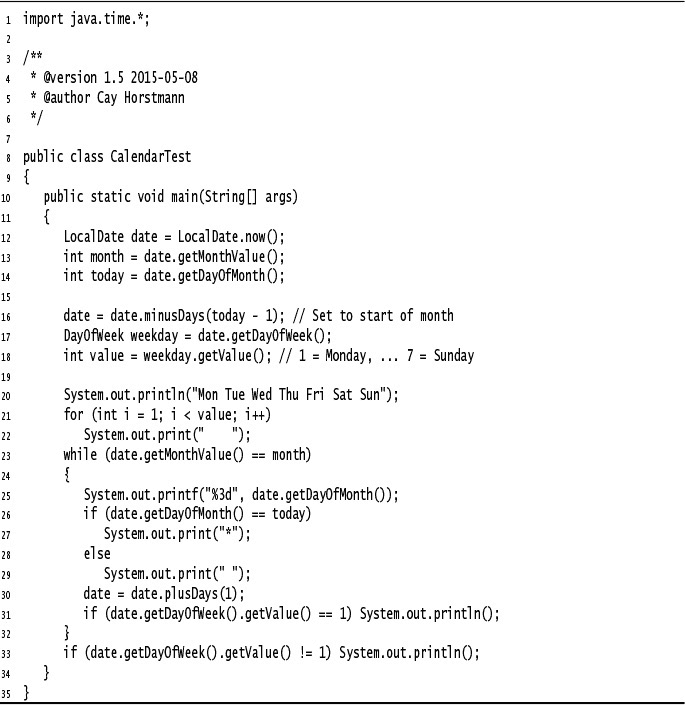 1 import java.time.*;
2
3 /**
4  * @version 1.5 2015-05-08
5  * @author Cay Horstmann
6  */
7
8 public class CalendarTest
9 {
10    public static void main(String[] args)
11    {
12       LocalDate date = LocalDate.now();
13       int month = date.getMonthValue();
14       int today = date.getDayOfMonth();
15
16       date = date.minusDays(today - 1); // Set to start of month
17       DayOfWeek weekday = date.getDayOfWeek();
18       int value = weekday.getValue(); // 1 = Monday, ... 7 = Sunday
19
20       System.out.println("Mon Tue Wed Thu Fri Sat Sun");
21       for (int i = 1; i < value; i++)
22          System.out.print("    ");
23       while (date.getMonthValue() == month)
24       {
25          System.out.printf("%3d", date.getDayOfMonth());
26          if (date.getDayOfMonth() == today)
27             System.out.print("*");
28          else
29             System.out.print(" ");
30          date = date.plusDays(1);
31          if (date.getDayOfWeek().getValue() == 1) System.out.println();
32       }
33       if (date.getDayOfWeek().getValue() != 1) System.out.println();
34    }
35 }